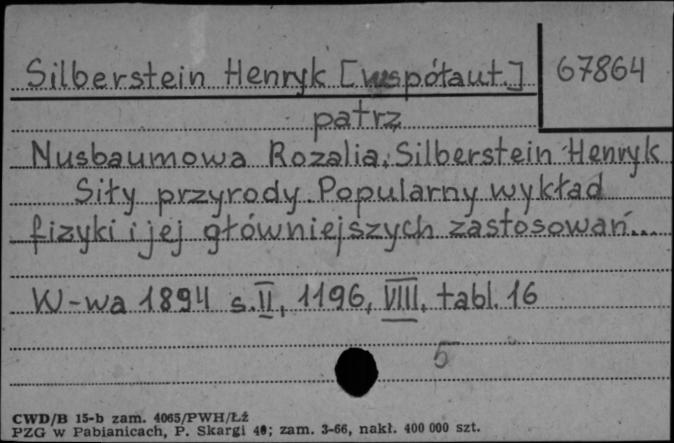 Silberstein Henryk [współaut.]
67864
patrz
Nusbaumowa Rozalia, Silberstein Henryk
Siły przyrody. Popularny wykład
fizyki i jej główniejszych zastosowań...
W-wa 1894 s. II, 1196, VIII, tabl. 16
5
CWD/B 15-b zam. 4065/PWH/Łź
PZG w Pabianicach, P. Skargi 40; zam. 3-66, nakł. 400 000 szt.